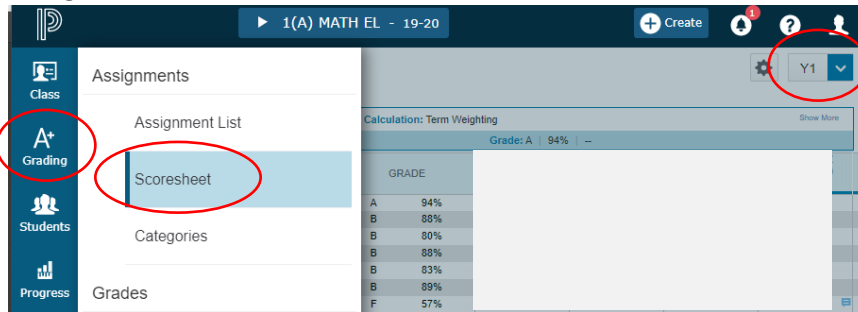 1(A) MATH EL - 19-20
Create
1
?
Class
A+
Grading
Students
Progress
Assignments
Assignment List
Scoresheet
Categories
Grades
Y1
Calculation: Term Weighting
Show More
Grade: A | 94% | --
GRADE
A 94%
B 88%
B 80%
B 88%
B 83%
B 89%
F 57%